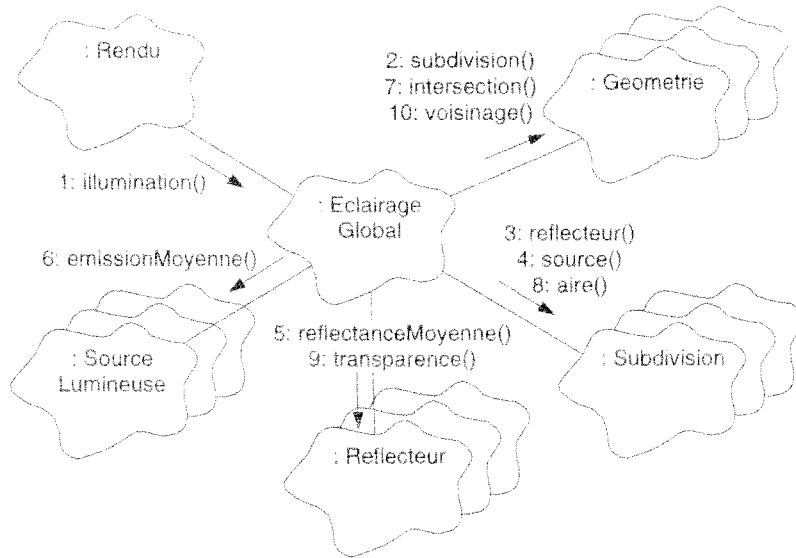 : Rendu
2: subdivision()
7: intersection()
10: voisinage()
: Geometrie
1: illumination()
: Eclairage
Global
3: reflecteur()
4: source()
8: aire()
6: emissionMoyenne()
5: reflectanceMoyenne()
9: transparence()
: Source
Lumineuse
: Subdivision
: Reflecteur